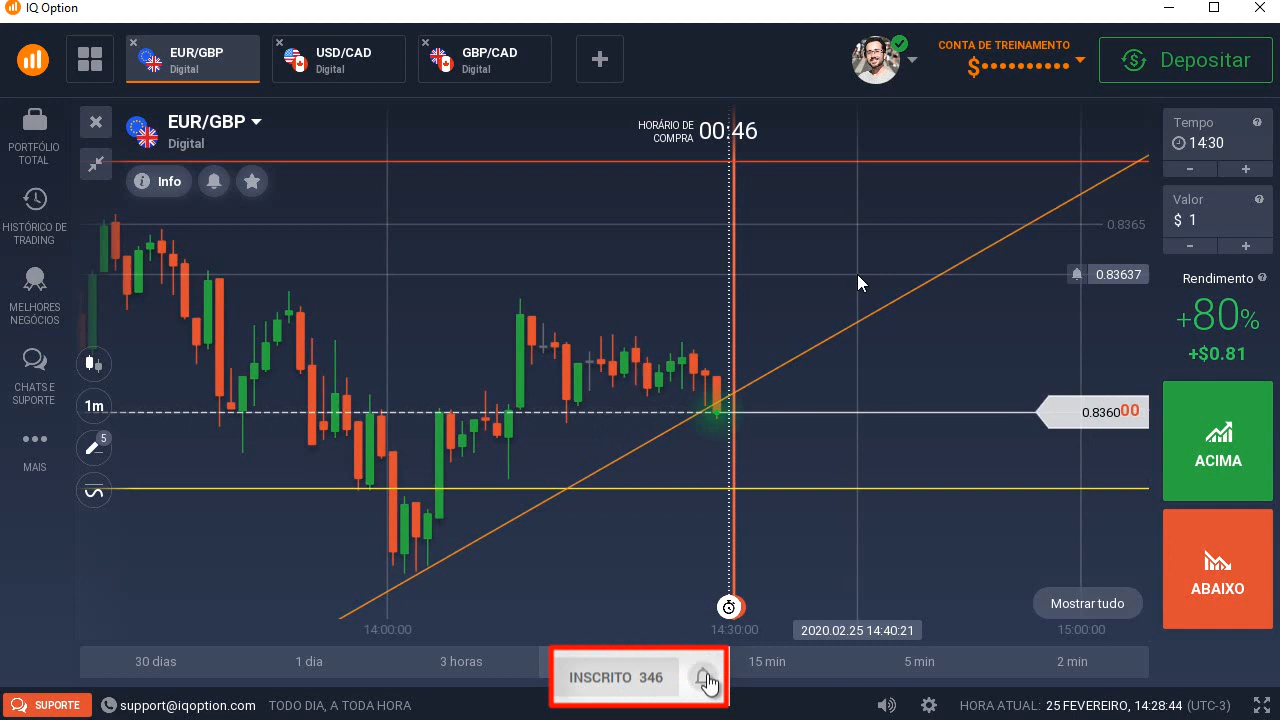 IQ Option
EUR/GBP
Digital
USD/CAD
Digital
GBP/CAD
Digital
CONTA DE TREINAMENTO
$••••••••••
Depositar
PORTFÓLIO
TOTAL
HISTÓRICO DE
TRADING
MELHORES
NEGÓCIOS
CHATS E
SUPORTE
MAIS
EUR/GBP
Digital
Info
HORÁRIO DE
COMPRA
00:46
1m
5
0.8365
0.83637
0.836000
Mostrar tudo
14:00:00
14:30:00
2020.02.25 14:40:21
15:00:00
30 dias
1 dia
3 horas
15 min
5 min
2 min
INSCRITO 346
Tempo
14:30
-
+
Valor
$ 1
-
+
Rendimento
+80%
+$0.81
ACIMA
ABAIXO
SUPORTE
support@iqoption.com
TODO DIA, A TODA HORA
HORA ATUAL: 25 FEVEREIRO, 14:28:44 (UTC-3)